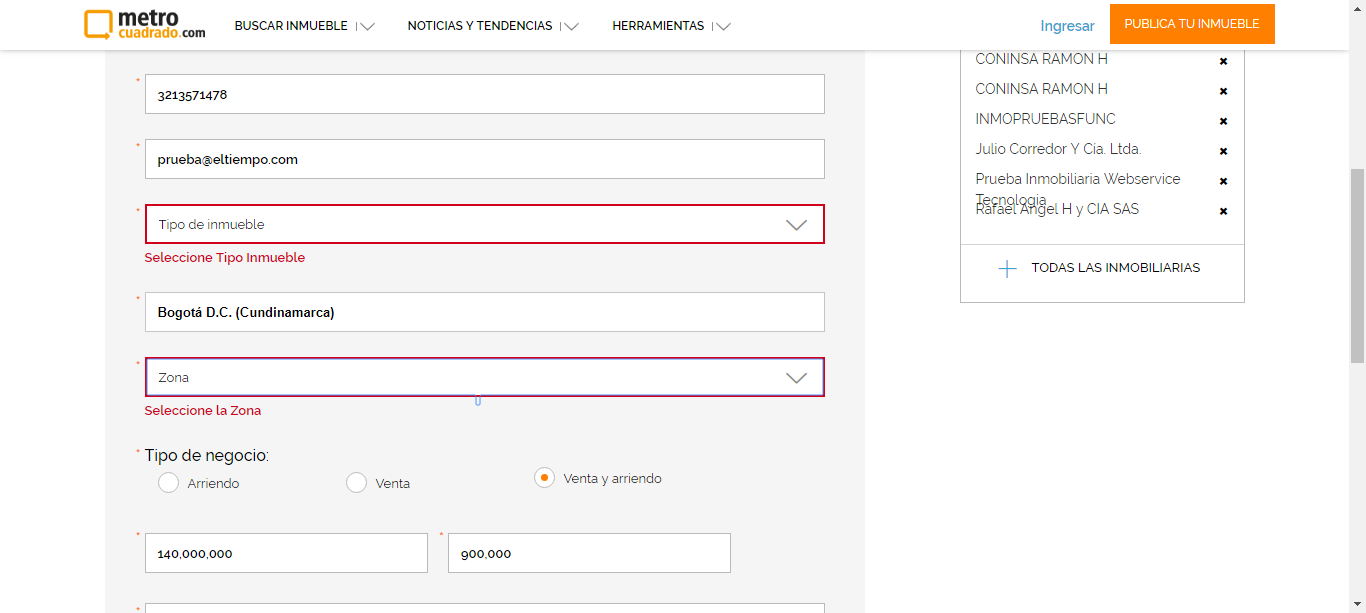 metro
cuadrado.com
BUSCAR INMUEBLE
NOTICIAS Y TENDENCIAS
HERRAMIENTAS
Ingresar
PUBLICA TU INMUEBLE
* 3213571478
* prueba@eltiempo.com
* Tipo de inmueble
Seleccione Tipo Inmueble
* Bogotá D.C. (Cundinamarca)
* Zona
Seleccione la Zona
* Tipo de negocio:
Arriendo
Venta
Venta y arriendo
* 140,000,000
* 900,000
*
CONINSA RAMON H
CONINSA RAMON H
INMOPRUEBASFUNC
Julio Corredor Y Cia. Ltda.
Prueba Inmobiliaria Webservice
Tecnologia
Rafael Angel H y CIA SAS
TODAS LAS INMOBILIARIAS